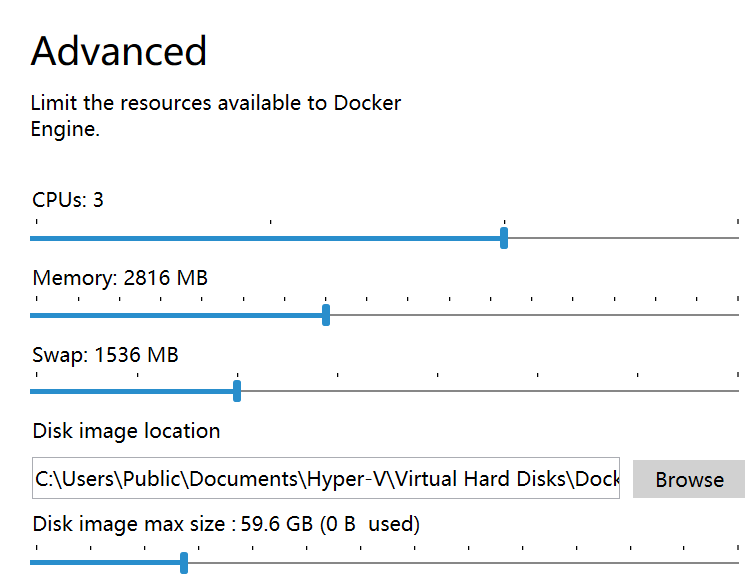 Advanced
Limit the resources available to Docker
Engine.
CPUs: 3
Memory: 2816 MB
Swap: 1536 MB
Disk image location
C:\Users\Public\Documents\Hyper-V\Virtual Hard Disks\Dock
Browse
Disk image max size : 59.6 GB (0 B  used)